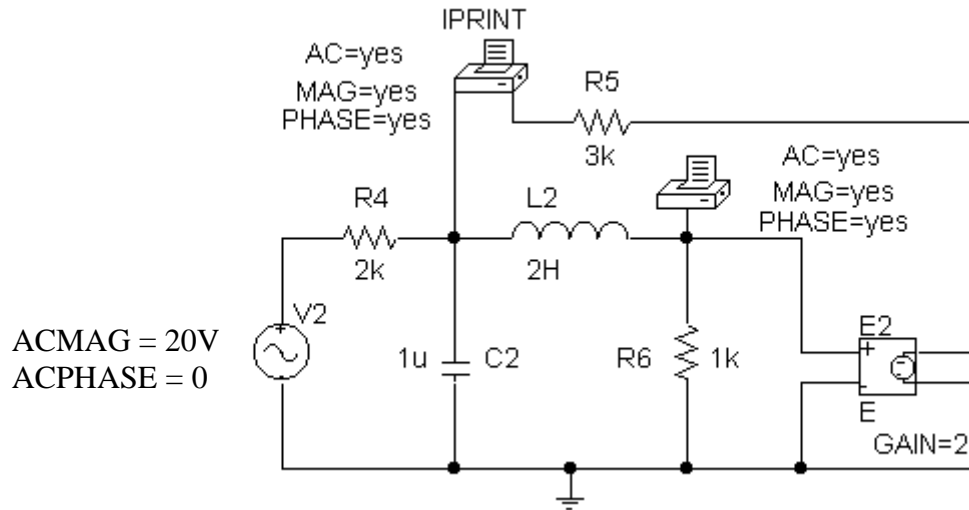 IPRINT
AC=yes
MAG=yes
PHASE=yes
R5
3k
AC=yes
MAG=yes
PHASE=yes
R4
2k
L2
2H
V2
ACMAG = 20V
ACPHASE = 0
1u
C2
R6
1k
E2
E
GAIN=2